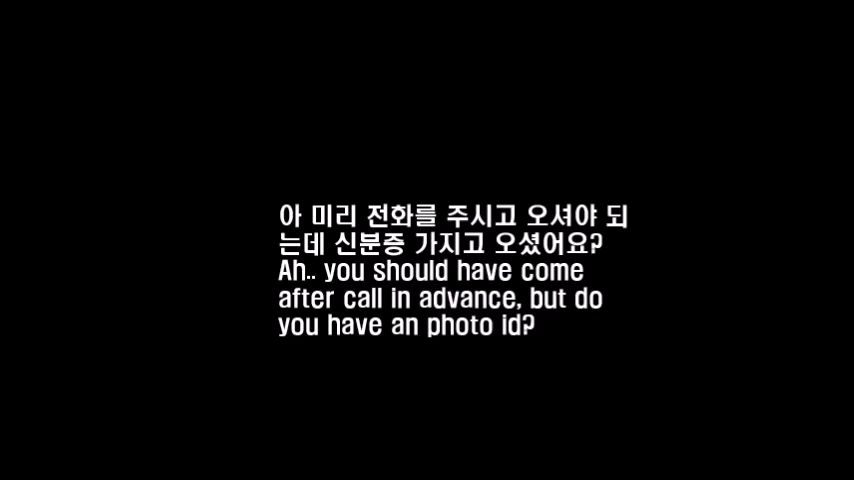 아 미리 전화를 주시고 오셔야 되
는데 신분증 가지고 오셨어요?
Ah.. you should have come
after call in advance, but do
you have an photo id?